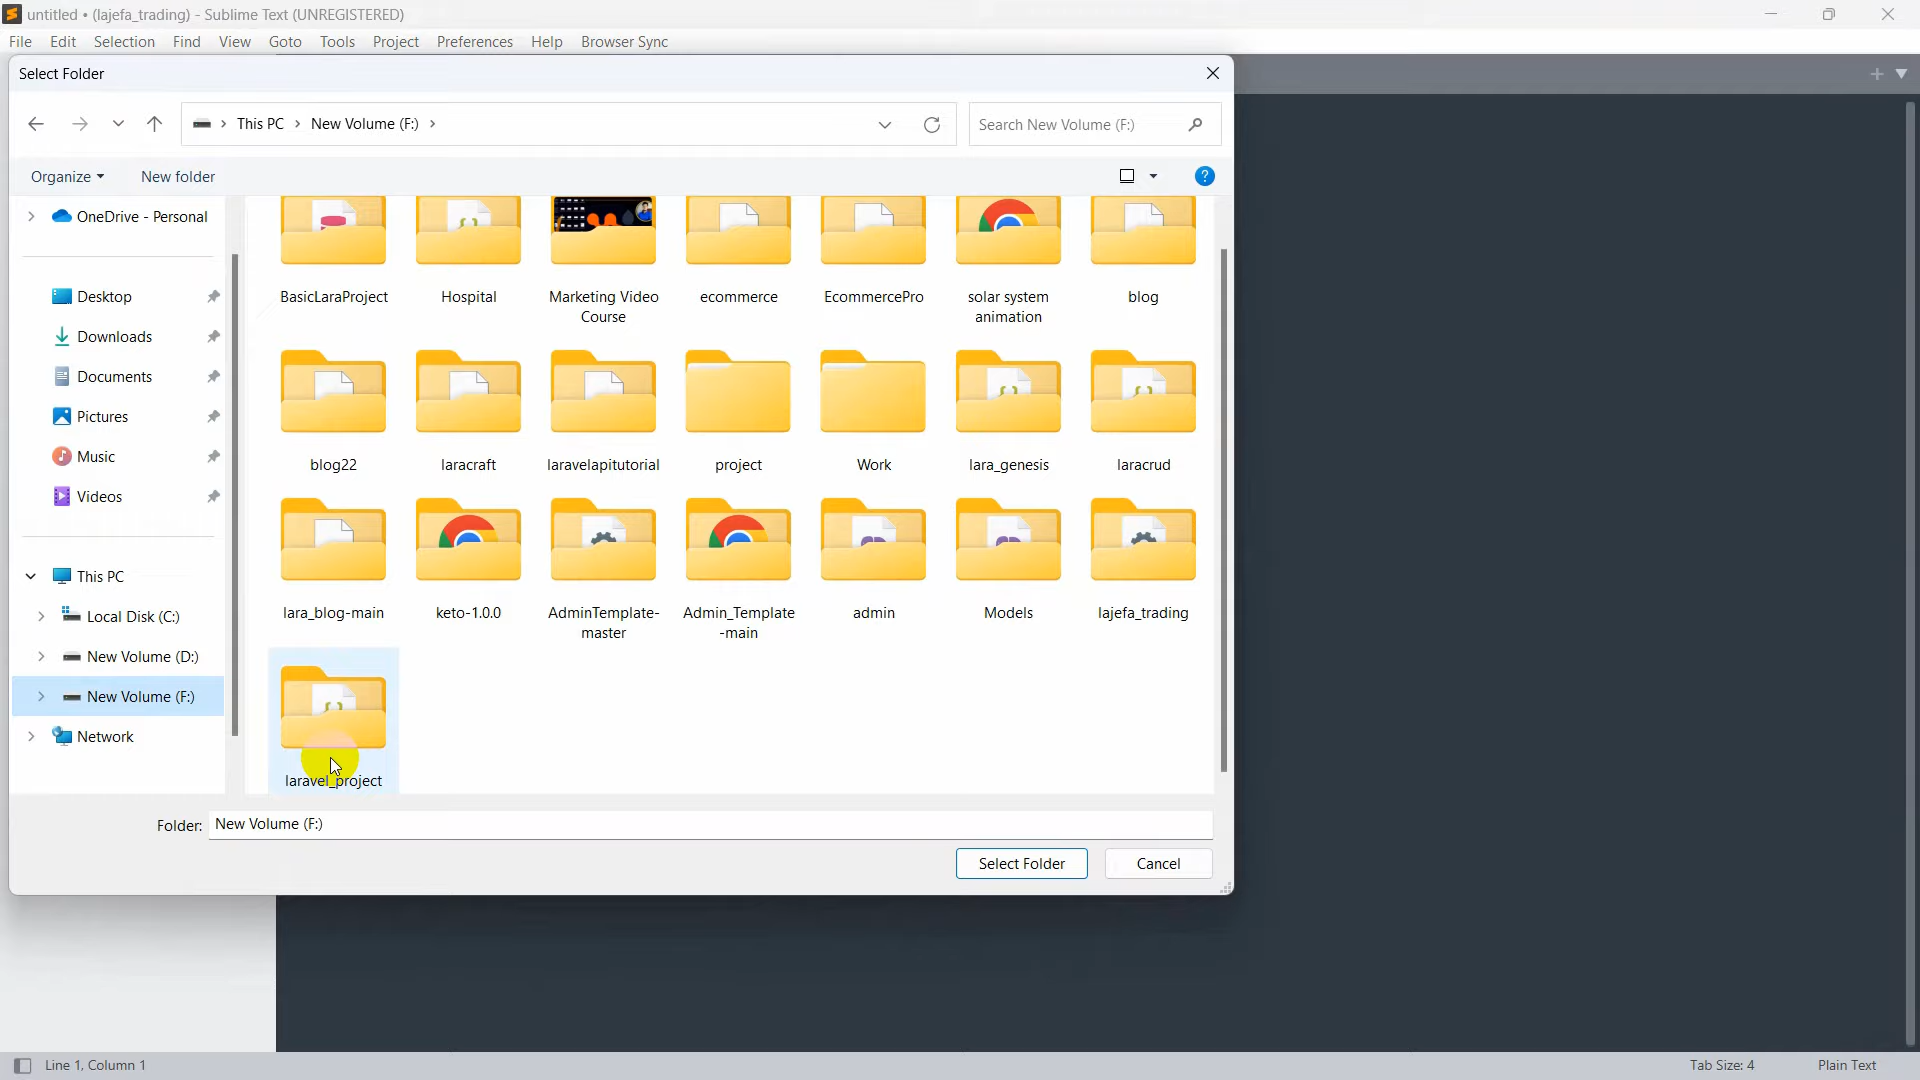 untitled • (lajefa_trading) - Sublime Text (UNREGISTERED)
File Edit Selection Find View Goto Tools Project Preferences Help Browser Sync
Select Folder
This PC > New Volume (F:) >
Search New Volume (F:)
Organize
New folder
OneDrive - Personal
Desktop
Downloads
Documents
Pictures
Music
Videos
This PC
Local Disk (C:)
New Volume (D:)
New Volume (F:)
Network
BasicLaraProject
Hospital
Marketing Video
Course
ecommerce
EcommercePro
solar system
animation
blog
blog22
laracraft
laravelapitutorial
project
Work
lara_genesis
laracrud
lara_blog-main
keto-1.0.0
AdminTemplate-
master
Admin_Template
-main
admin
Models
lajefa_trading
laravel_project
Folder: New Volume (F:)
Select Folder
Cancel
Line 1, Column 1
Tab Size: 4
Plain Text